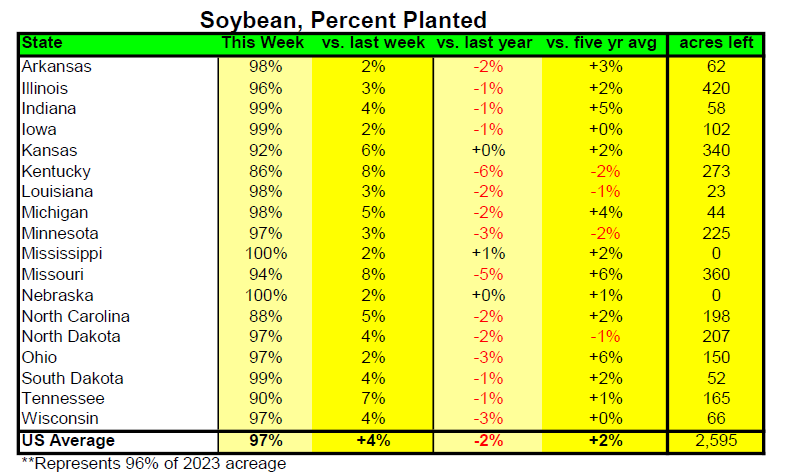 Soybean, Percent Planted
State This Week vs. last week vs. last year vs. five yr avg acres left
Arkansas 98% 2% -2% +3% 62
Illinois 96% 3% -1% +2% 420
Indiana 99% 4% -1% +5% 58
Iowa 99% 2% -1% +0% 102
Kansas 92% 6% +0% +2% 340
Kentucky 86% 8% -6% -2% 273
Louisiana 98% 3% -2% -1% 23
Michigan 98% 5% -2% +4% 44
Minnesota 97% 3% -3% -2% 225
Mississippi 100% 2% +1% +2% 0
Missouri 94% 8% -5% +6% 360
Nebraska 100% 2% +0% +1% 0
North Carolina 88% 5% -2% +2% 198
North Dakota 97% 4% -2% -1% 207
Ohio 97% 2% -3% +6% 150
South Dakota 99% 4% -1% +2% 52
Tennessee 90% 7% -1% +1% 165
Wisconsin 97% 4% -3% +0% 66
US Average 97% +4% -2% +2% 2,595
**Represents 96% of 2023 acreage